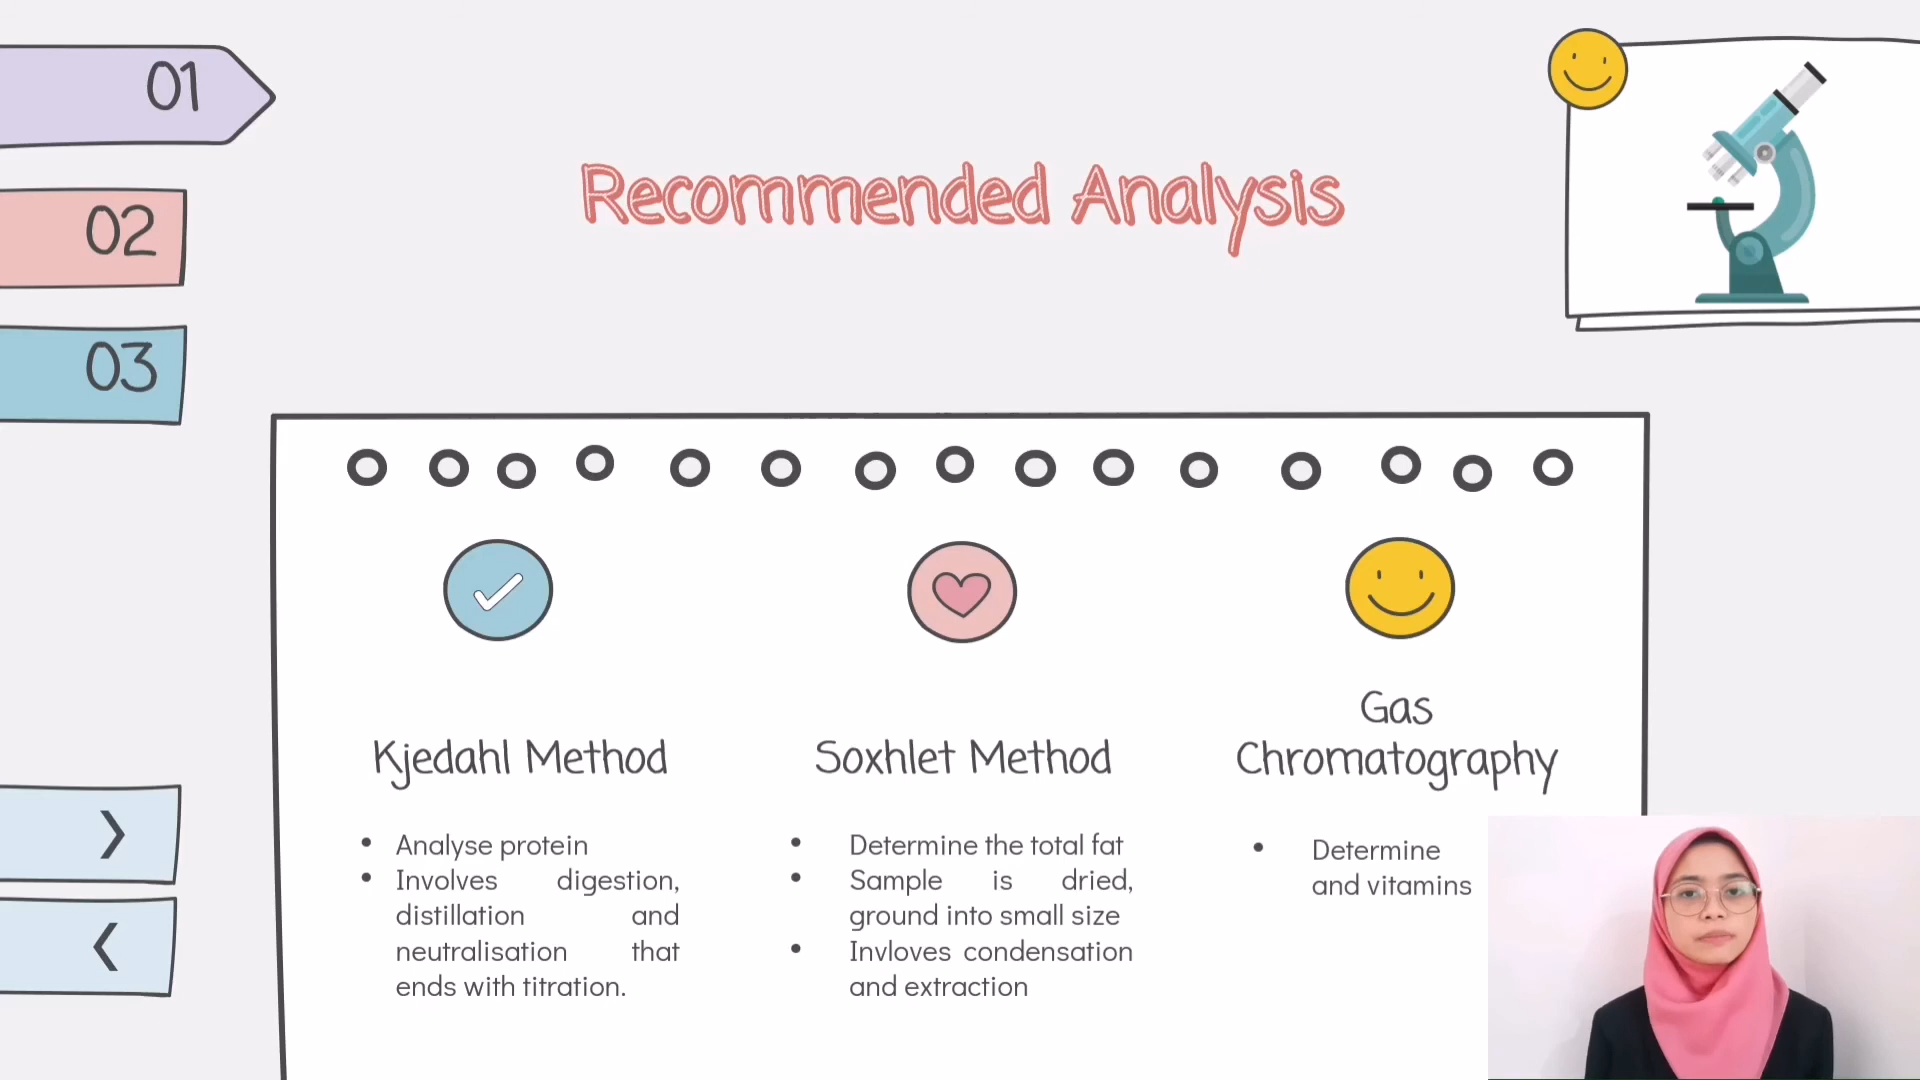 01
02
03
Recommended Analysis
Kjedahl Method
• Analyse protein
• Involves digestion,
distillation and
neutralisation that
ends with titration.
Soxhlet Method
• Determine the total fat
• Sample is dried,
ground into small size
• Invloves condensation
and extraction
Gas
Chromatography
• Determine
and vitamins